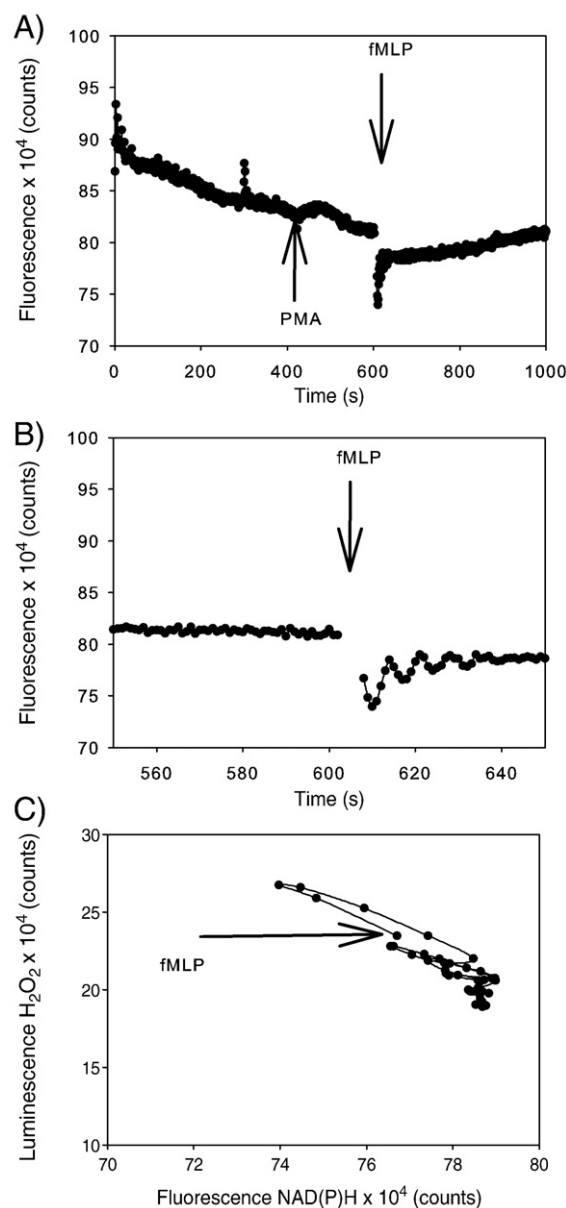 A)
fMLP
100
95
90
85
80
75
70
Fluorescence x 10⁴ (counts)
PMA
0 200 400 600 800 1000
Time (s)
B)
fMLP
100
95
90
85
80
75
70
Fluorescence x 10⁴ (counts)
560 580 600 620 640
Time (s)
C)
30
25
20
15
10
Luminescence H₂O₂ x 10⁴ (counts)
fMLP
70 72 74 76 78 80
Fluorescence NAD(P)H x 10⁴ (counts)